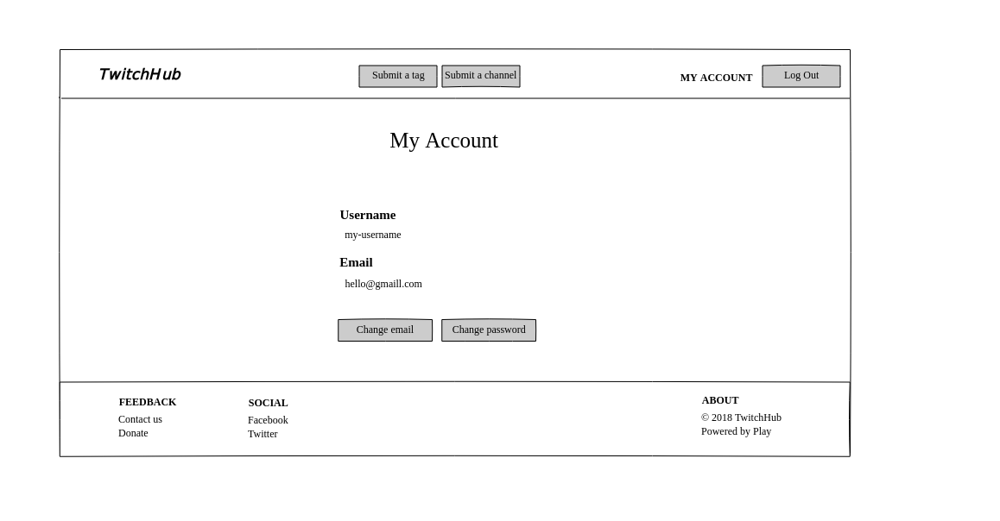 TwitchHub
Submit a tag
Submit a channel
MY ACCOUNT
Log Out
My Account
Username
my-username
Email
hello@gmaill.com
Change email
Change password
FEEDBACK
Contact us
Donate
SOCIAL
Facebook
Twitter
ABOUT
© 2018 TwitchHub
Powered by Play